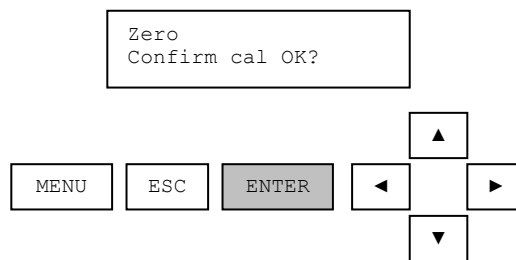 Zero
Confirm cal OK?
▲
MENU ESC ENTER ◄ ►
▼